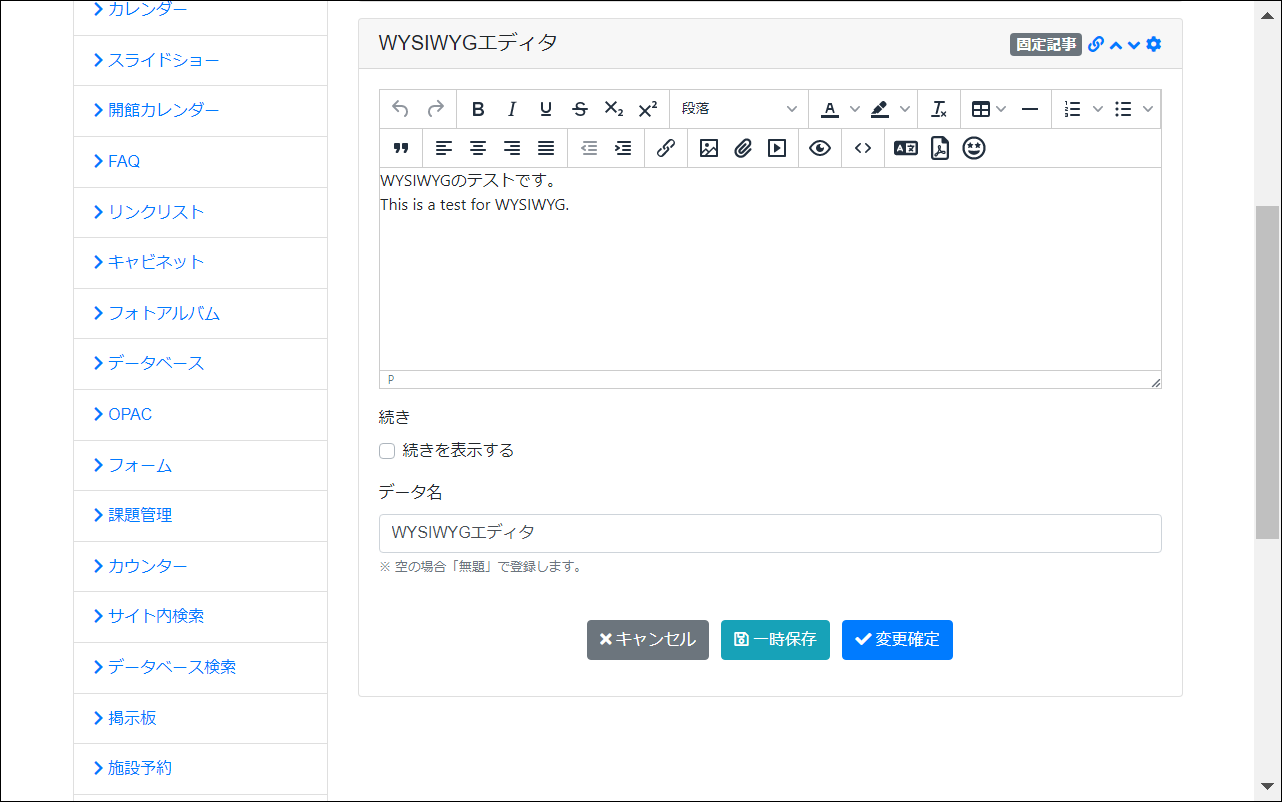 カレンダー
スライドショー
開館カレンダー
FAQ
リンクリスト
キャビネット
フォトアルバム
データベース
OPAC
フォーム
課題管理
カウンター
サイト内検索
データベース検索
掲示板
施設予約
WYSIWYGエディタ
固定記事
段落
WYSIWYGのテストです。
This is a test for WYSIWYG.
P
続き
続きを表示する
データ名
WYSIWYGエディタ
※ 空の場合「無題」で登録します。
キャンセル
一時保存
変更確定